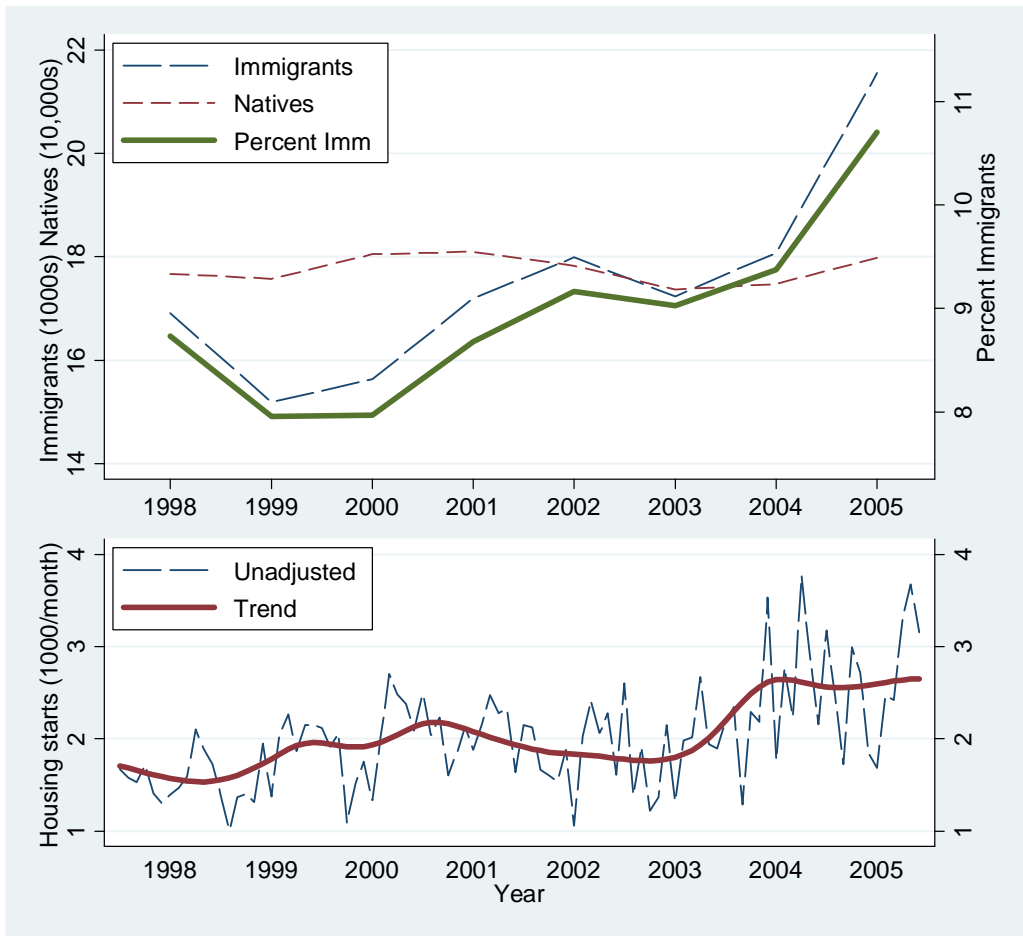 Immigrants (1000s) Natives (10,000s)
22
20
18
16
14
Immigrants
Natives
Percent Imm
11
10
9
8
Percent Immigrants
1998 1999 2000 2001 2002 2003 2004 2005
Housing starts (1000/month)
4
3
2
1
Unadjusted
Trend
4
3
2
1
1998 1999 2000 2001 2002 2003 2004 2005
Year